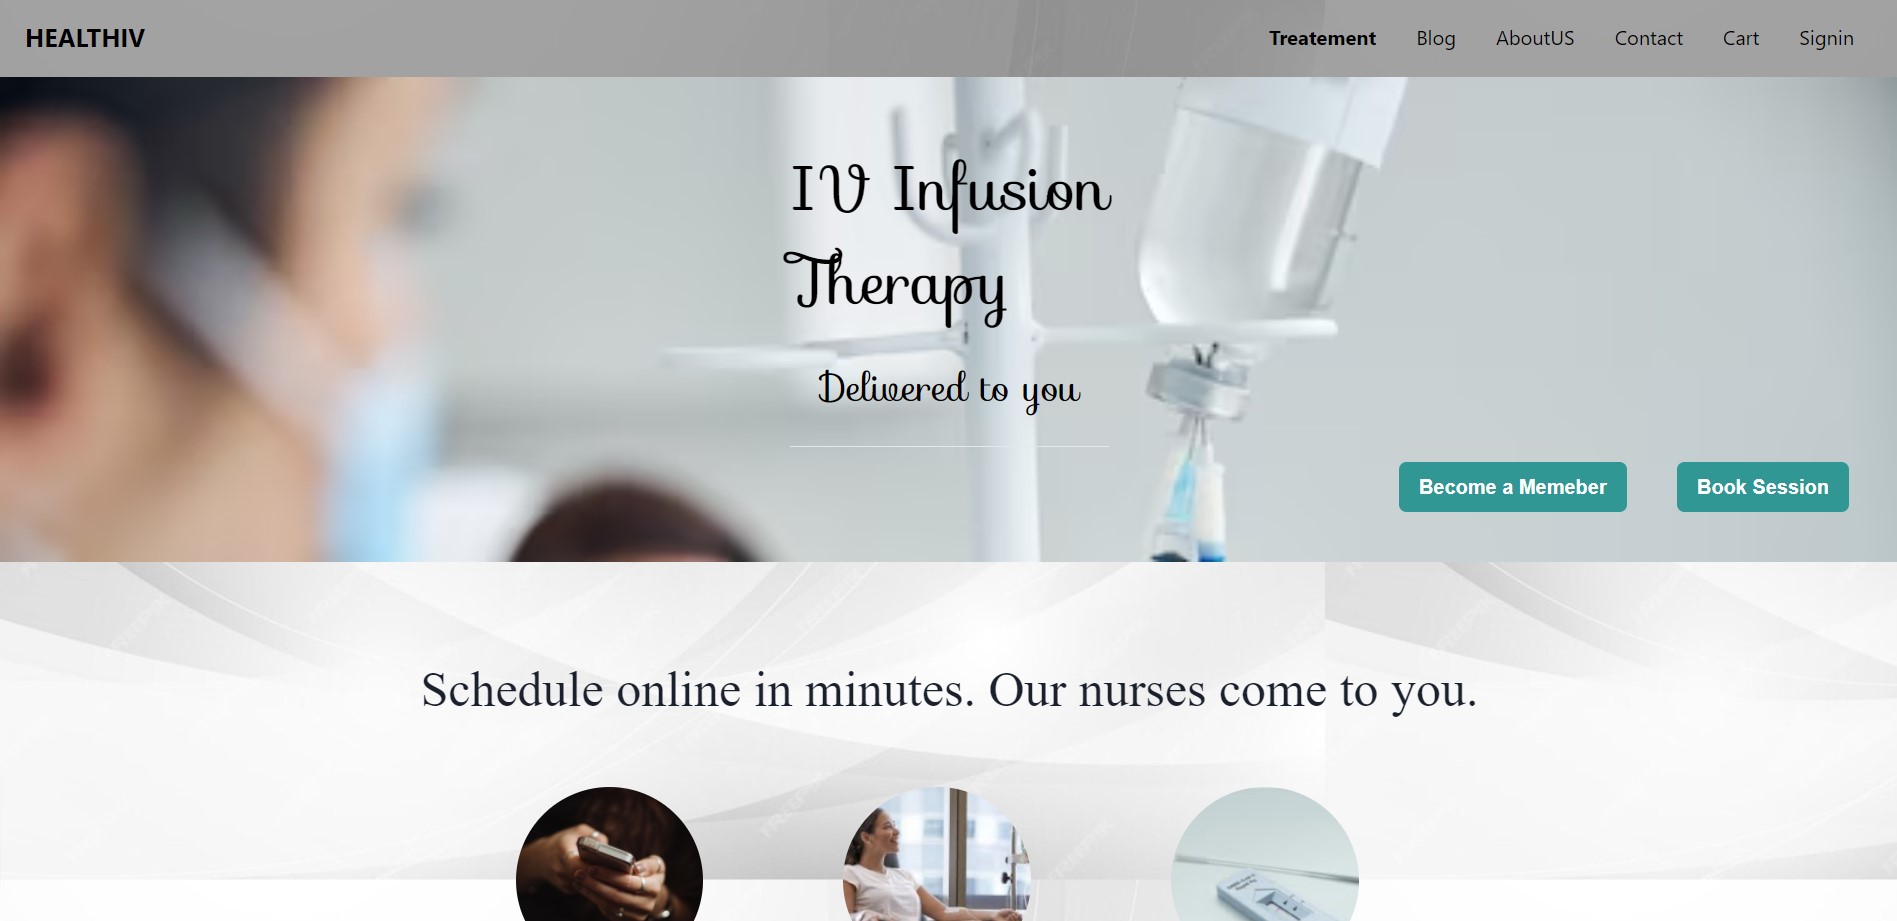 HEALTHIV
Treatement
Blog
AboutUS
Contact
Cart
Signin
IV Infusion
Therapy
Delivered to you
Become a Memeber
Book Session
Schedule online in minutes. Our nurses come to you.